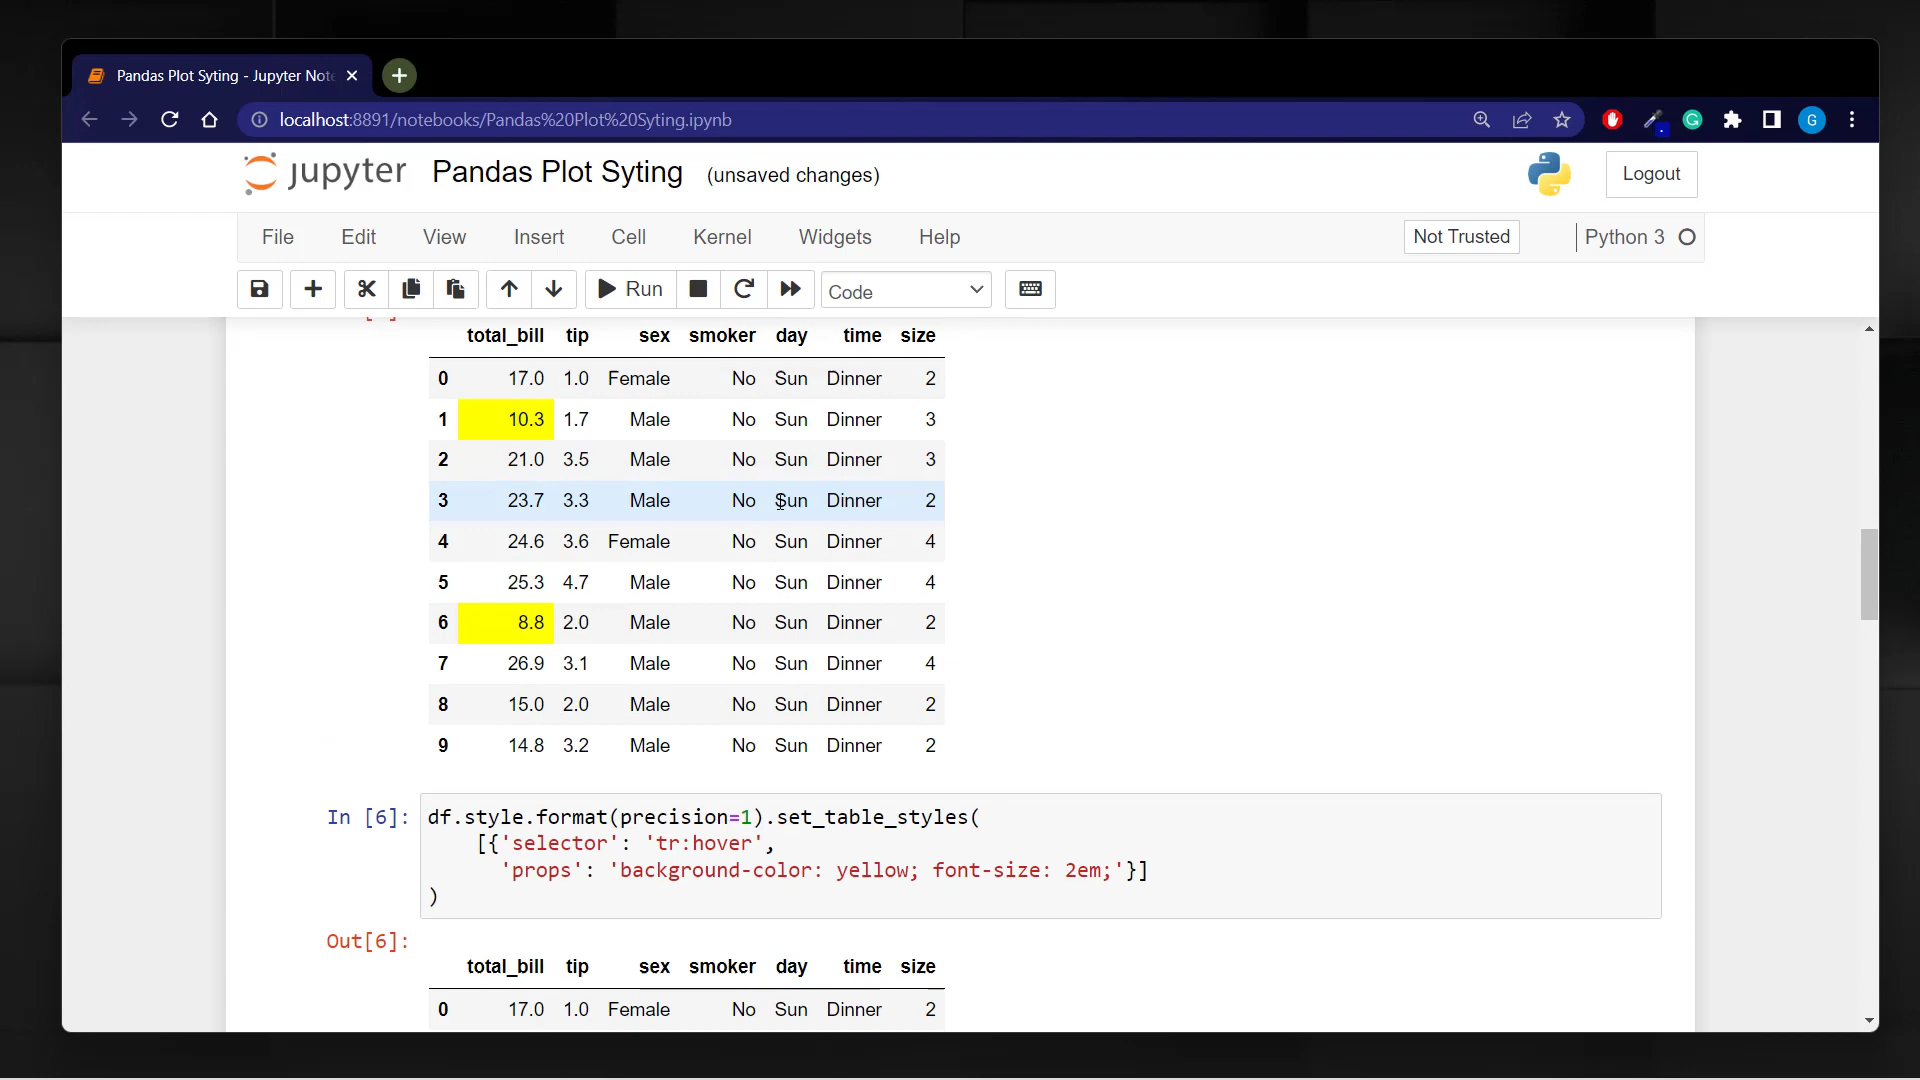 Pandas Plot Syting - Jupyter Note
localhost:8891/notebooks/Pandas%20Plot%20Syting.ipynb
G
jupyter Pandas Plot Syting (unsaved changes)
Logout
File Edit View Insert Cell Kernel Widgets Help
Not Trusted
Python 3
Run
Code
total_bill tip sex smoker day time size
0 17.0 1.0 Female No Sun Dinner 2
1 10.3 1.7 Male No Sun Dinner 3
2 21.0 3.5 Male No Sun Dinner 3
3 23.7 3.3 Male No Sun Dinner 2
4 24.6 3.6 Female No Sun Dinner 4
5 25.3 4.7 Male No Sun Dinner 4
6 8.8 2.0 Male No Sun Dinner 2
7 26.9 3.1 Male No Sun Dinner 4
8 15.0 2.0 Male No Sun Dinner 2
9 14.8 3.2 Male No Sun Dinner 2
In [6]: df.style.format(precision=1).set_table_styles(
[{'selector': 'tr:hover',
'props': 'background-color: yellow; font-size: 2em;'}]
)
Out[6]:
total_bill tip sex smoker day time size
0 17.0 1.0 Female No Sun Dinner 2